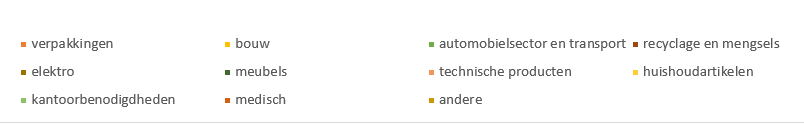 verpakkingen bouw automobielsector en transport recyclage en mengsels
elektro meubels technische producten huishoudartikelen
kantoorbenodigdheden medisch andere